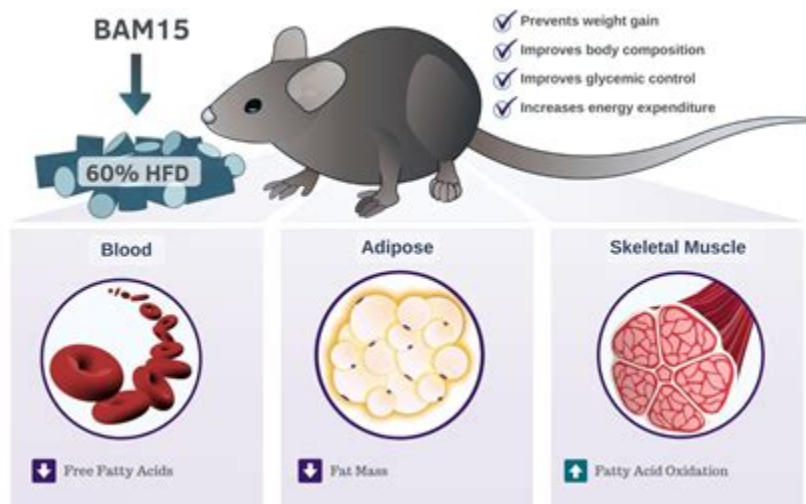 BAM15
60% HFD
Prevents weight gain
Improves body composition
Improves glycemic control
Increases energy expenditure
Blood
Adipose
Skeletal Muscle
Free Fatty Acids
Fat Mass
Fatty Acid Oxidation